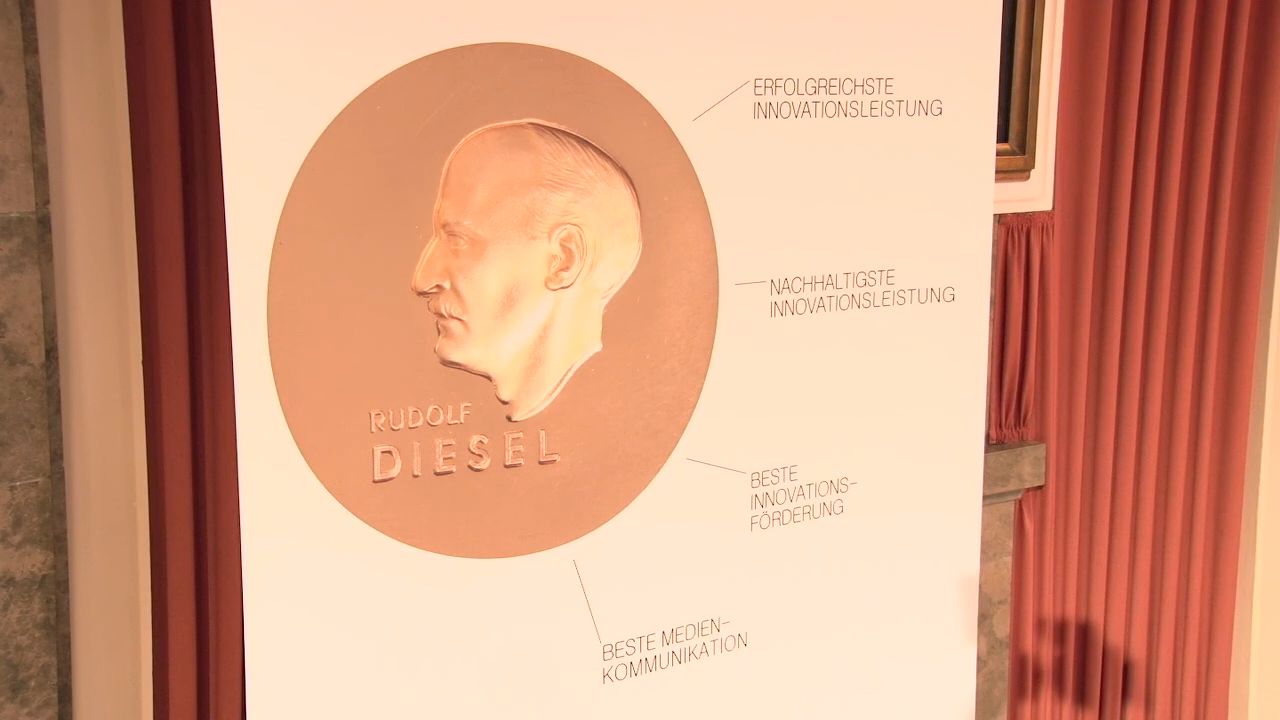 ERFOLGREICHSTE
INNOVATIONSLEISTUNG
NACHHALTIGSTE
INNOVATIONSLEISTUNG
RUDOLF
DIESEL
BESTE
INNOVATIONS-
FÖRDERUNG
BESTE MEDIEN-
KOMMUNIKATION